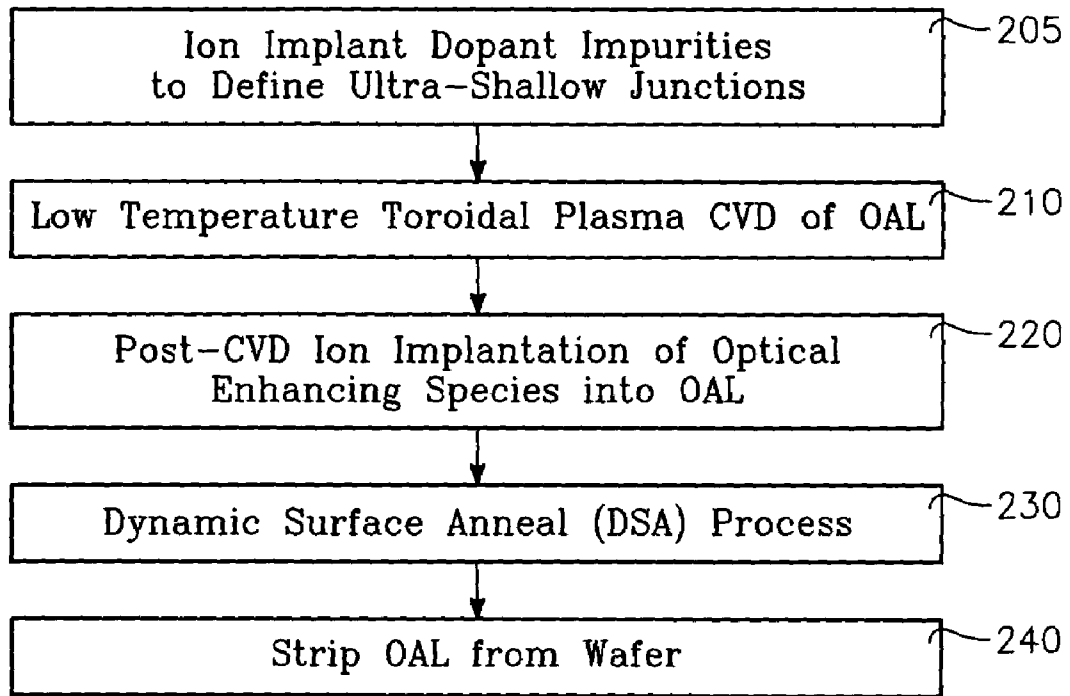 Ion Implant Dopant Impurities
to Define Ultra-Shallow Junctions
205
Low Temperature Toroidal Plasma CVD of OAL
210
Post-CVD Ion Implantation of Optical
Enhancing Species into OAL
220
Dynamic Surface Anneal (DSA) Process
230
Strip OAL from Wafer
240